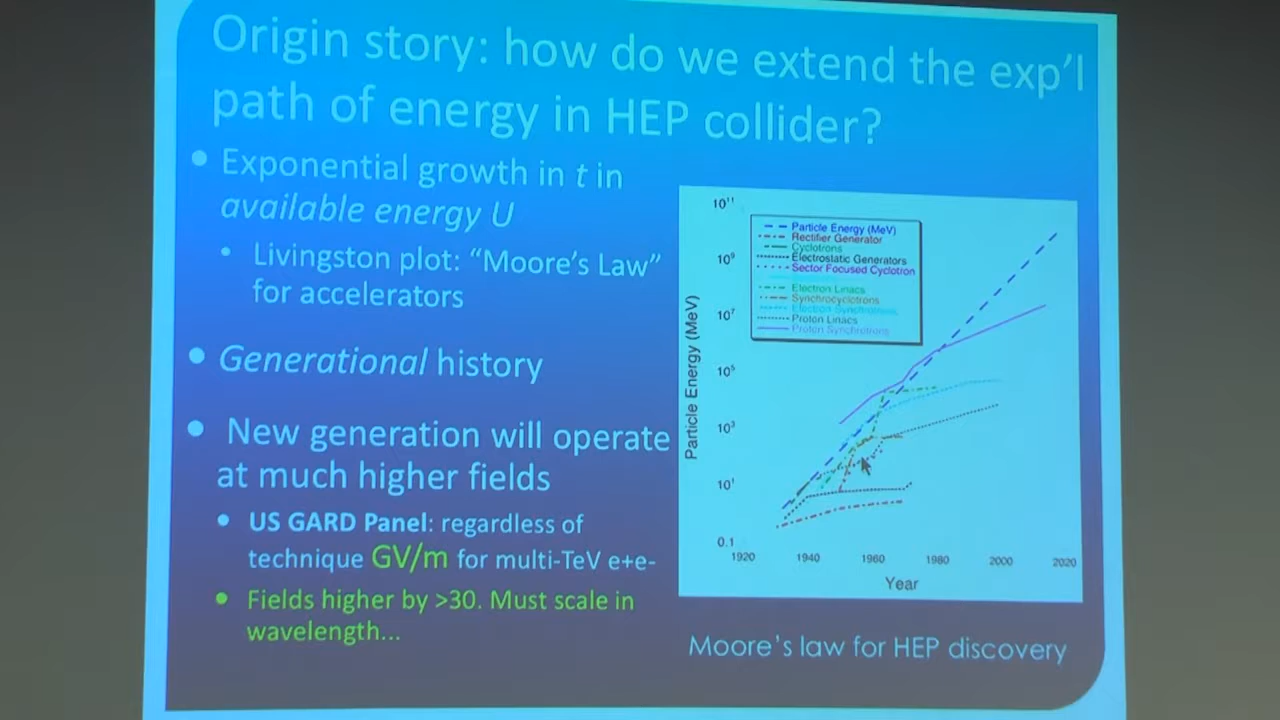 Origin story: how do we extend the exp'l
path of energy in HEP collider?
Exponential growth in t in
available energy U
Livingston plot: “Moore's Law”
for accelerators
Generational history
New generation will operate
at much higher fields
US GARD Panel: regardless of
technique GV/m for multi-TeV e+e-
Fields higher by >30. Must scale in
wavelength...
Particle Energy (MeV)
10¹¹
10⁹
10⁷
10⁵
10³
10¹
0.1
Particle Energy (MeV)
Rectifier Generator
Cyclotrons
Electrostatic Generators
Sector Focused Cyclotron
Electron Linacs
Synchrocyclotrons
Electron Synchrotrons
Proton Linacs
Proton Synchrotrons
1920 1940 1960 1980 2000 2020
Year
Moore's law for HEP discovery